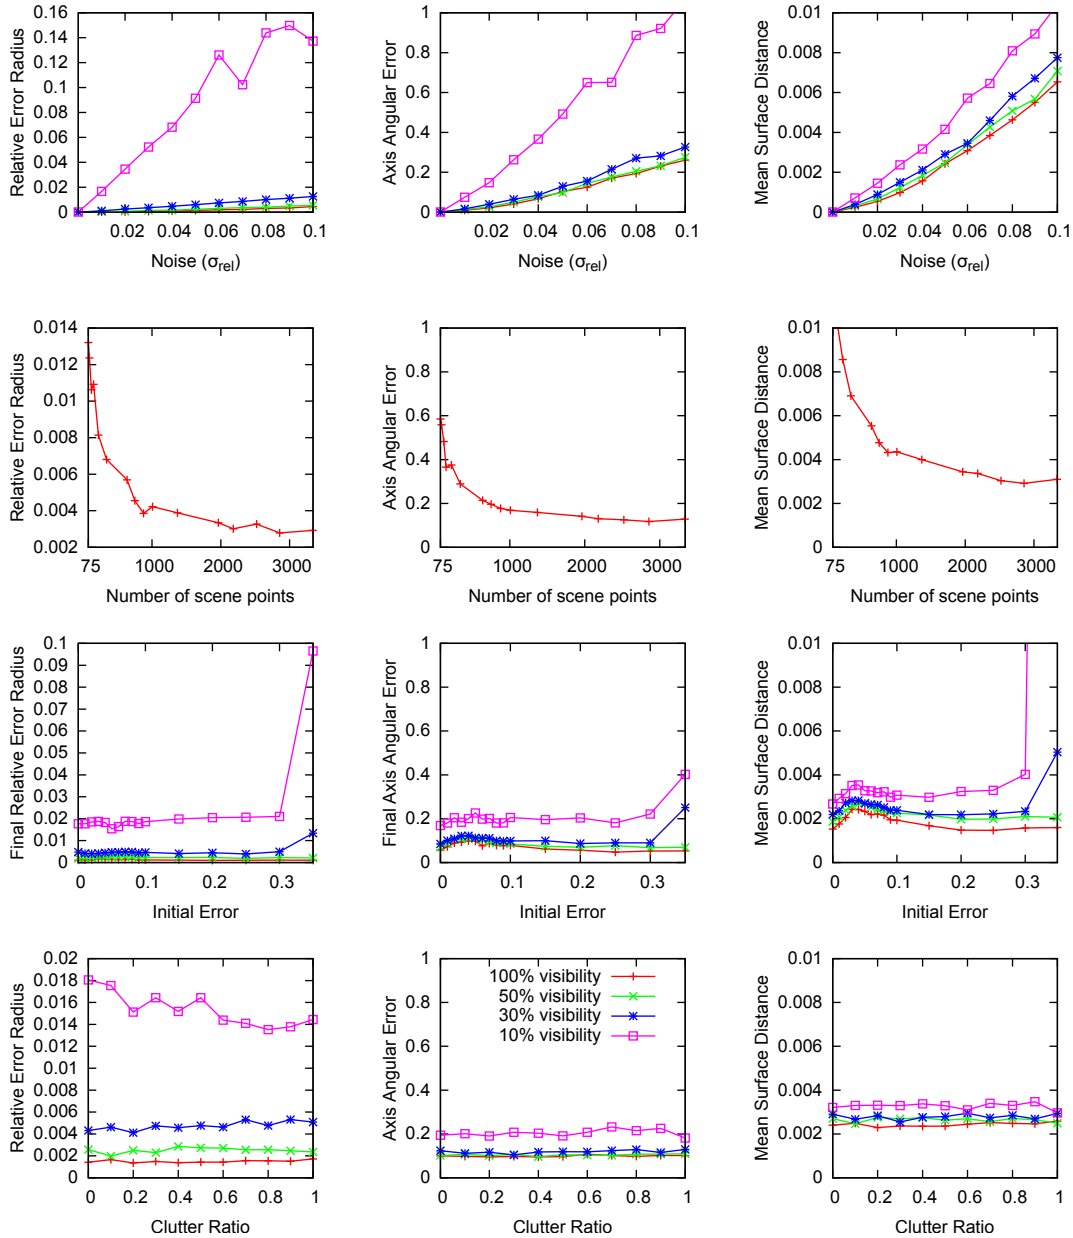 Relative Error Radius
0.16
0.14
0.12
0.1
0.08
0.06
0.04
0.02
0
0.02 0.04 0.06 0.08 0.1
Noise (σrel)
Axis Angular Error
1
0.8
0.6
0.4
0.2
0
0.02 0.04 0.06 0.08 0.1
Noise (σrel)
Mean Surface Distance
0.01
0.008
0.006
0.004
0.002
0
0.02 0.04 0.06 0.08 0.1
Noise (σrel)
Relative Error Radius
0.014
0.012
0.01
0.008
0.006
0.004
0.002
75 1000 2000 3000
Number of scene points
Axis Angular Error
1
0.8
0.6
0.4
0.2
0
75 1000 2000 3000
Number of scene points
Mean Surface Distance
0.01
0.008
0.006
0.004
0.002
0
75 1000 2000 3000
Number of scene points
Final Relative Error Radius
0.1
0.09
0.08
0.07
0.06
0.05
0.04
0.03
0.02
0.01
0
0 0.1 0.2 0.3
Initial Error
Final Axis Angular Error
1
0.8
0.6
0.4
0.2
0
0 0.1 0.2 0.3
Initial Error
Mean Surface Distance
0.01
0.008
0.006
0.004
0.002
0
0 0.1 0.2 0.3
Initial Error
Relative Error Radius
0.02
0.018
0.016
0.014
0.012
0.01
0.008
0.006
0.004
0.002
0
0 0.2 0.4 0.6 0.8 1
Clutter Ratio
Axis Angular Error
1
0.8
0.6
0.4
0.2
0
100% visibility
50% visibility
30% visibility
10% visibility
0 0.2 0.4 0.6 0.8 1
Clutter Ratio
Mean Surface Distance
0.01
0.008
0.006
0.004
0.002
0
0 0.2 0.4 0.6 0.8 1
Clutter Ratio